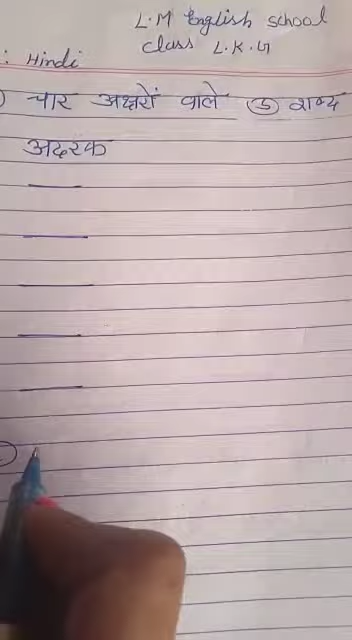 L.M English school
class L.K.G
: Hindi
) चार अक्षरों वाले ⑤ शब्द
अदरक